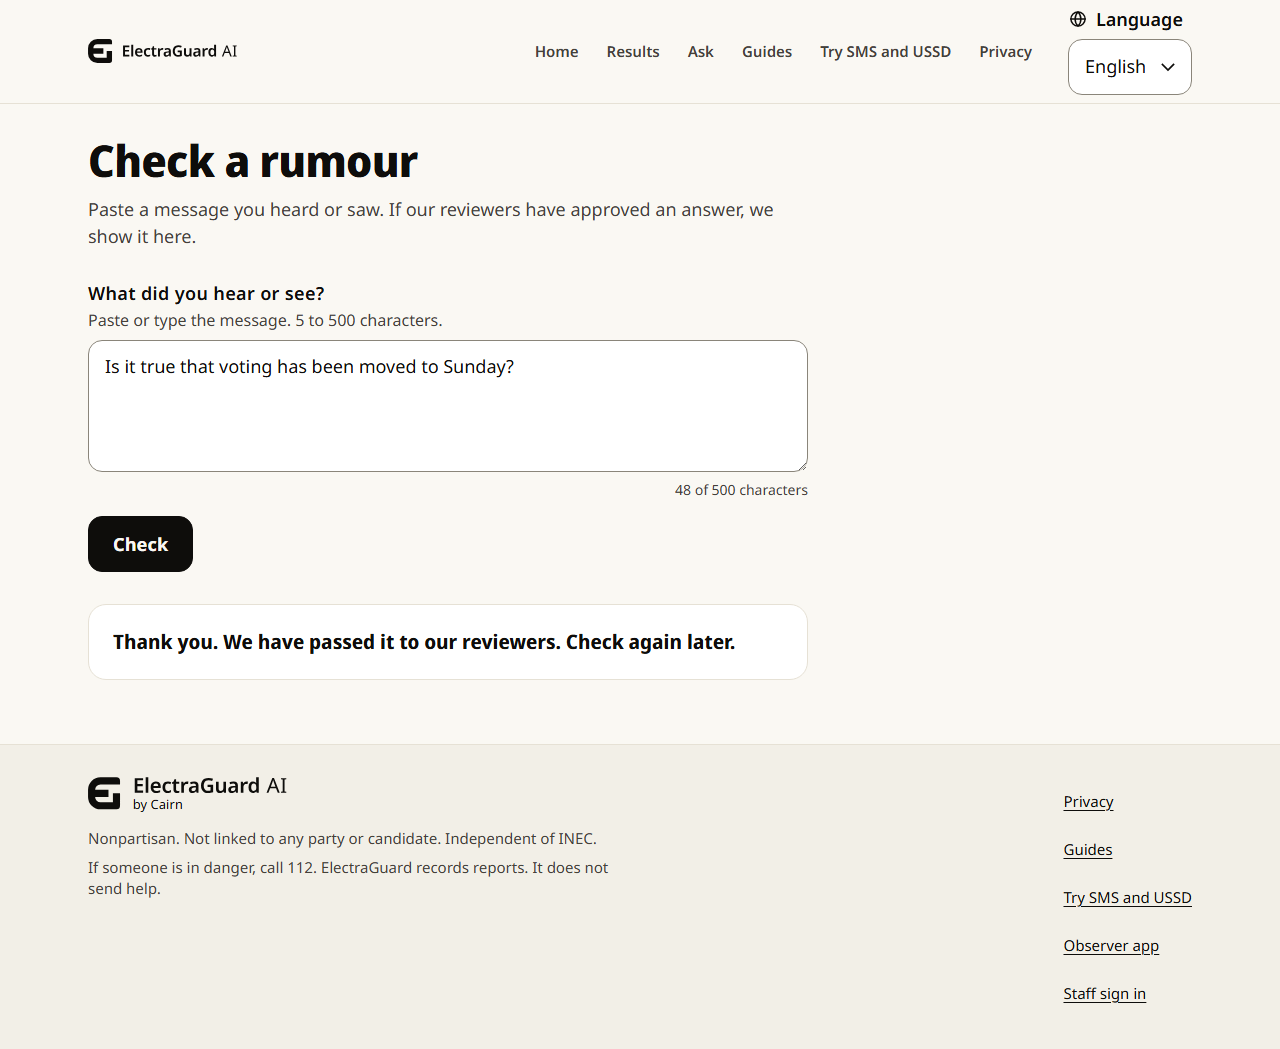 ElectraGuard AI
Home
Results
Ask
Guides
Try SMS and USSD
Privacy
Language
English
Check a rumour
Paste a message you heard or saw. If our reviewers have approved an answer, we
show it here.
What did you hear or see?
Paste or type the message. 5 to 500 characters.
Is it true that voting has been moved to Sunday?
48 of 500 characters
Check
Thank you. We have passed it to our reviewers. Check again later.
ElectraGuard AI
by Cairn
Nonpartisan. Not linked to any party or candidate. Independent of INEC.
If someone is in danger, call 112. ElectraGuard records reports. It does not
send help.
Privacy
Guides
Try SMS and USSD
Observer app
Staff sign in